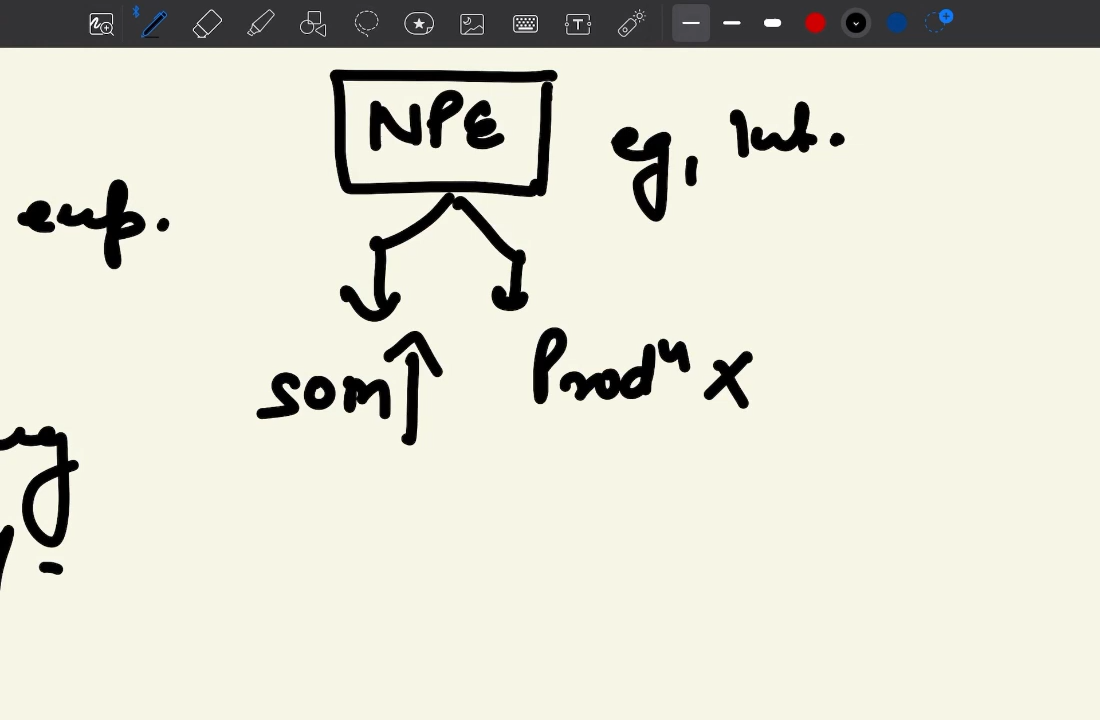 NPE
eg, Int.
exp.
som↑
Prodⁿ X